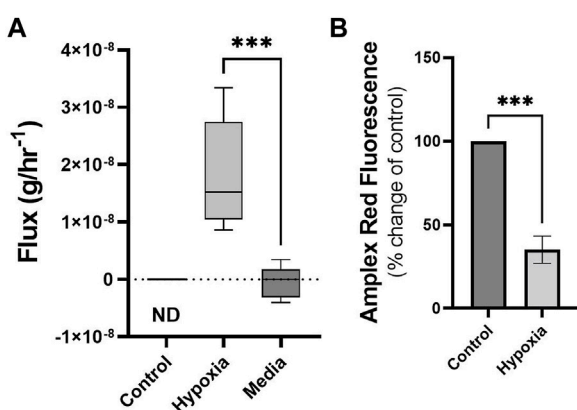 A
Flux (g/hr⁻¹)
4×10⁻⁸
3×10⁻⁸
2×10⁻⁸
1×10⁻⁸
0
-1×10⁻⁸
***
ND
Control
Hypoxia
Media
B
Amplex Red Fluorescence
(% change of control)
150
100
50
0
***
Control
Hypoxia